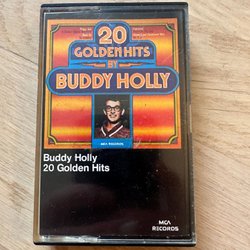 20
GOLDEN HITS
BY
BUDDY HOLLY
MCA RECORDS
Buddy Holly
20 Golden Hits
MCA
RECORDS